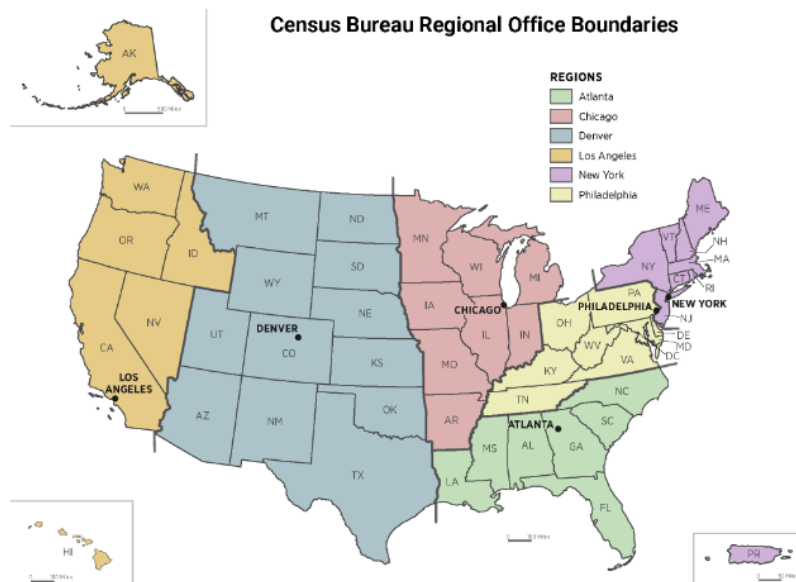 Census Bureau Regional Office Boundaries
AK
REGIONS
Atlanta
Chicago
Denver
Los Angeles
New York
Philadelphia
WA
MT
ND
MN
ME
VT
NH
OR
ID
SD
WI
MI
NY
MA
WY
CT
RI
IA
PA
NEW YORK
NE
CHICAGO
PHILADELPHIA
NV
UT
DENVER
IL
IN
OH
NJ
CA
CO
WV
DE
MD
KS
MO
KY
VA
DC
LOS
ANGELES
TN
NC
AZ
NM
OK
AR
SC
ATLANTA
MS
AL
GA
TX
LA
FL
HI
PR